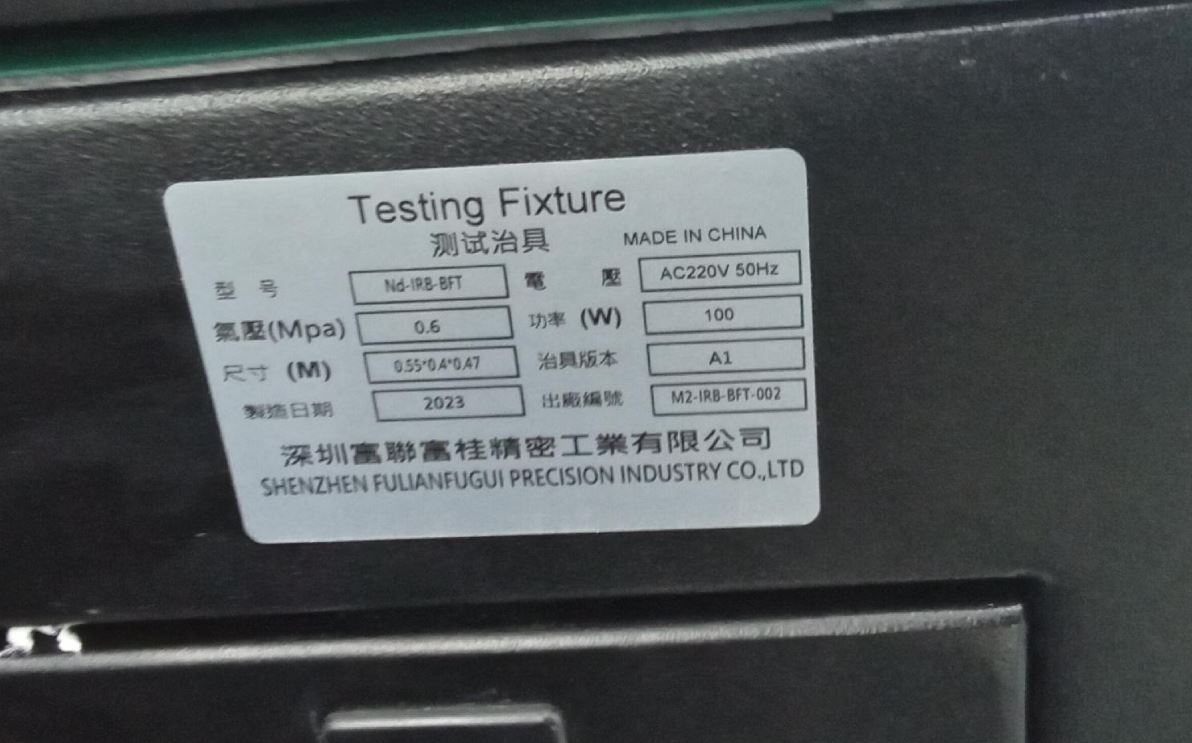 Testing Fixture
测试治具 MADE IN CHINA
型 号 Nd-IRB-BFT 電 壓 AC220V 50Hz
氣壓(Mpa) 0.6 功率 (W) 100
尺寸 (M) 0.55*0.4*0.47 治具版本 A1
製造日期 2023 出廠編號 M2-IRB-BFT-002
深圳富聯富桂精密工業有限公司
SHENZHEN FULIANFUGUI PRECISION INDUSTRY CO.,LTD